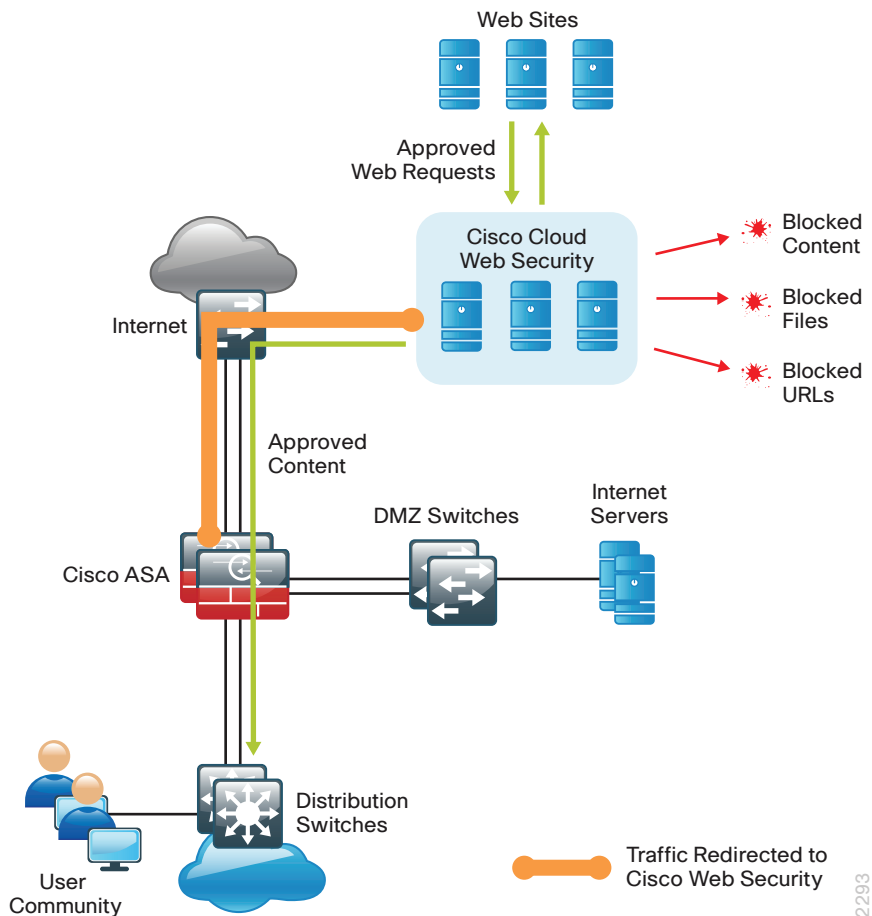 Web Sites
Approved
Web Requests
Cisco Cloud
Web Security
Blocked
Content
Blocked
Files
Blocked
URLs
Internet
Approved
Content
Internet
Servers
DMZ Switches
Cisco ASA
Distribution
Switches
User
Community
Traffic Redirected to
Cisco Web Security
2293